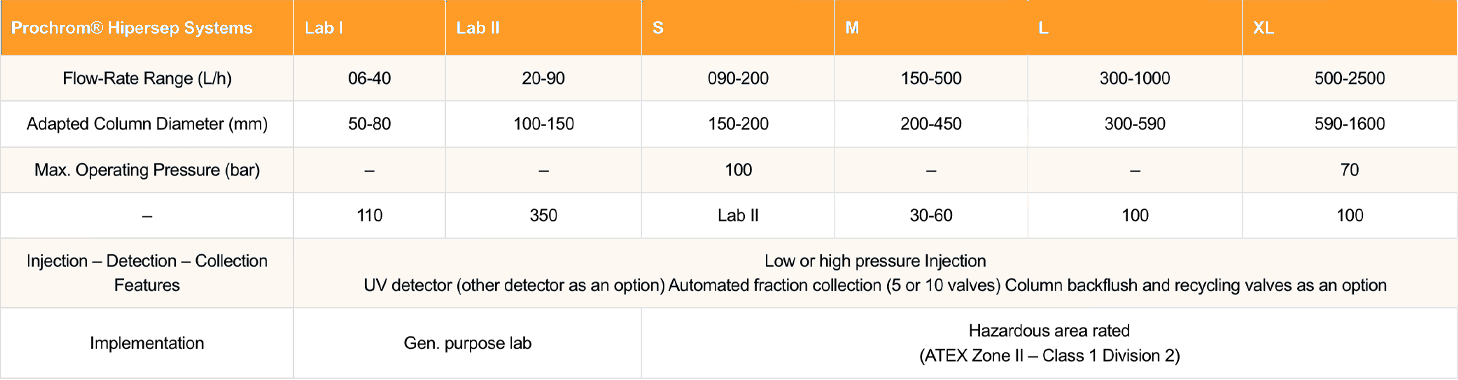 Prochrom® Hipersep Systems Lab I Lab II S M L XL
Flow-Rate Range (L/h) 06-40 20-90 090-200 150-500 300-1000 500-2500
Adapted Column Diameter (mm) 50-80 100-150 150-200 200-450 300-590 590-1600
Max. Operating Pressure (bar) – – 100 – – 70
– 110 350 Lab II 30-60 100 100
Injection – Detection – Collection
Features
Low or high pressure Injection
UV detector (other detector as an option) Automated fraction collection (5 or 10 valves) Column backflush and recycling valves as an option
Implementation Gen. purpose lab
Hazardous area rated
(ATEX Zone II – Class 1 Division 2)